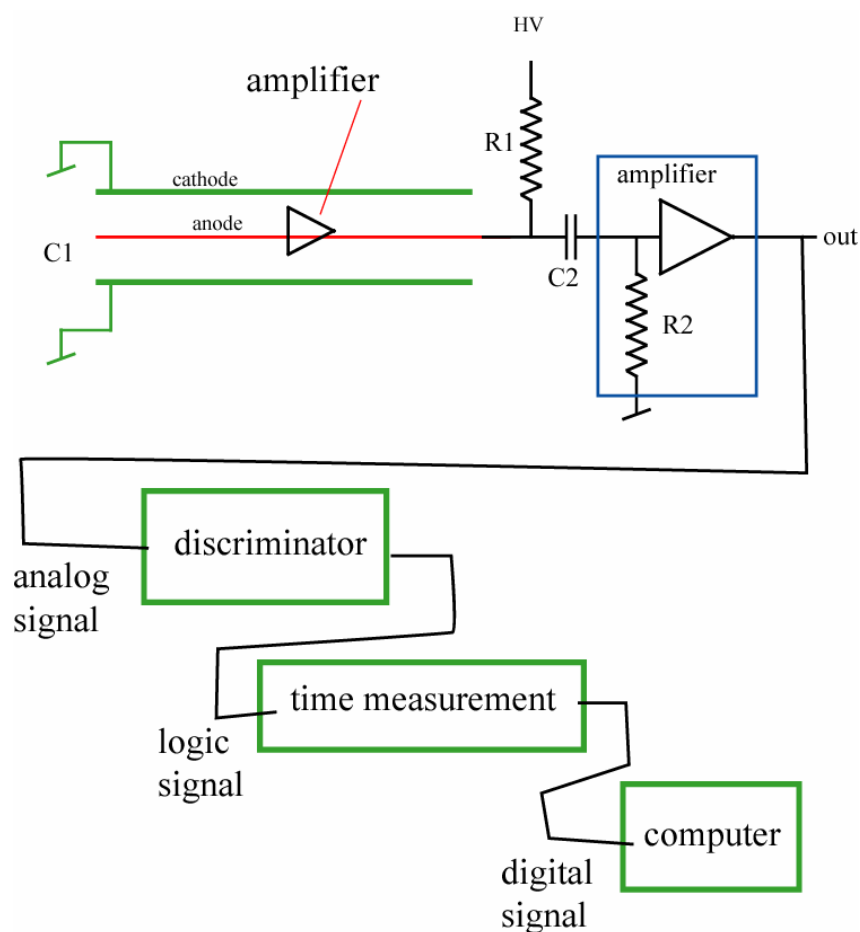 HV
amplifier
R1
cathode
amplifier
anode
out
C1
C2
R2
discriminator
analog
signal
time measurement
logic
signal
computer
digital
signal